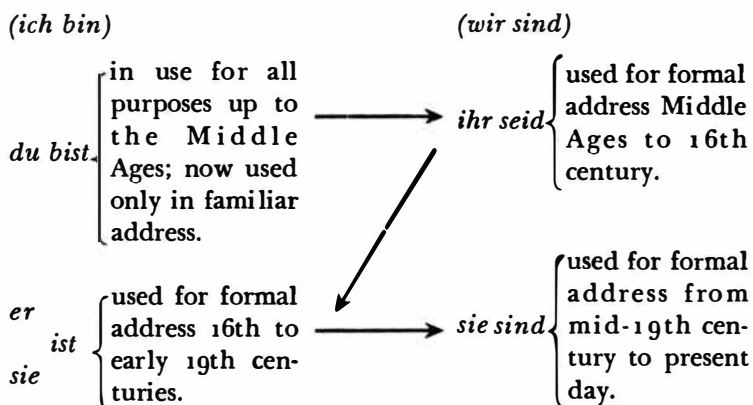 (ich bin)
(wir sind)
du bist
in use for all
purposes up to
the Middle
Ages; now used
only in familiar
address.
ihr seid
used for formal
address Middle
Ages to 16th
century.
er
ist
sie
used for formal
address 16th to
early 19th cen-
turies.
sie sind
used for formal
address from
mid-19th cen-
tury to present
day.